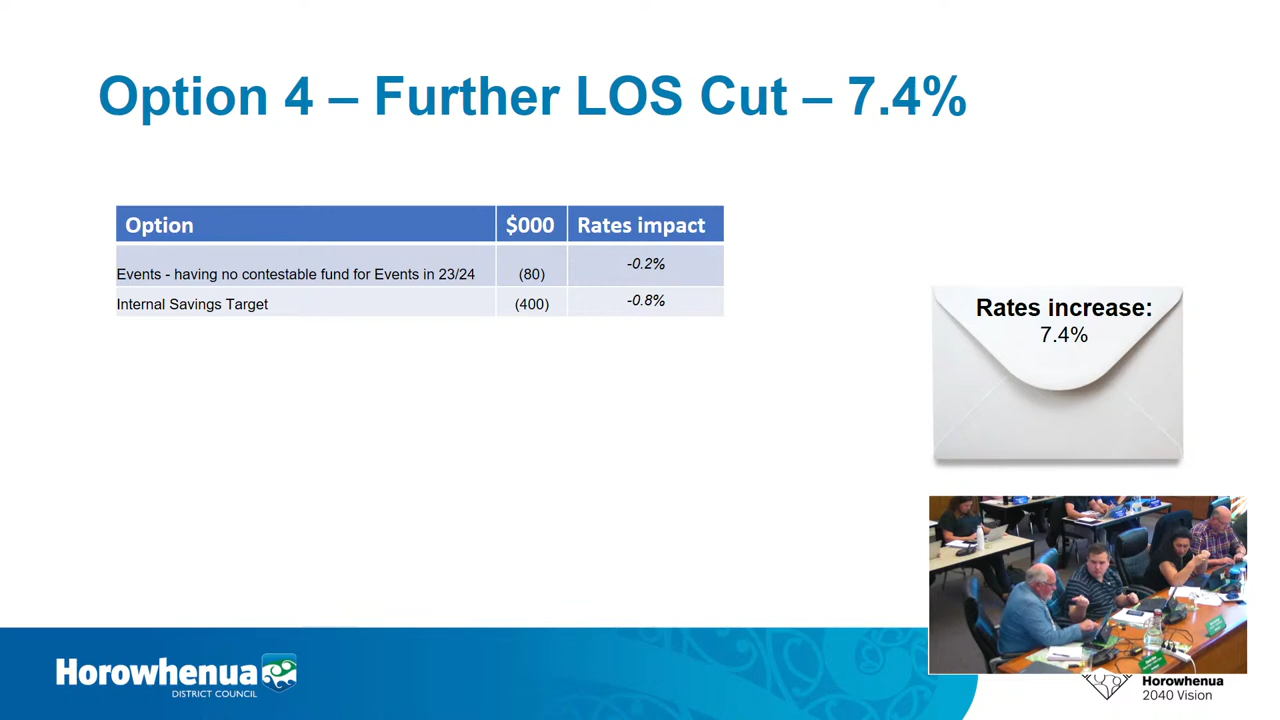 Option 4 – Further LOS Cut – 7.4%
Option $000 Rates impact
Events - having no contestable fund for Events in 23/24 (80) -0.2%
Internal Savings Target (400) -0.8%
Rates increase:
7.4%
Horowhenua
DISTRICT COUNCIL
Horowhenua
2040 Vision